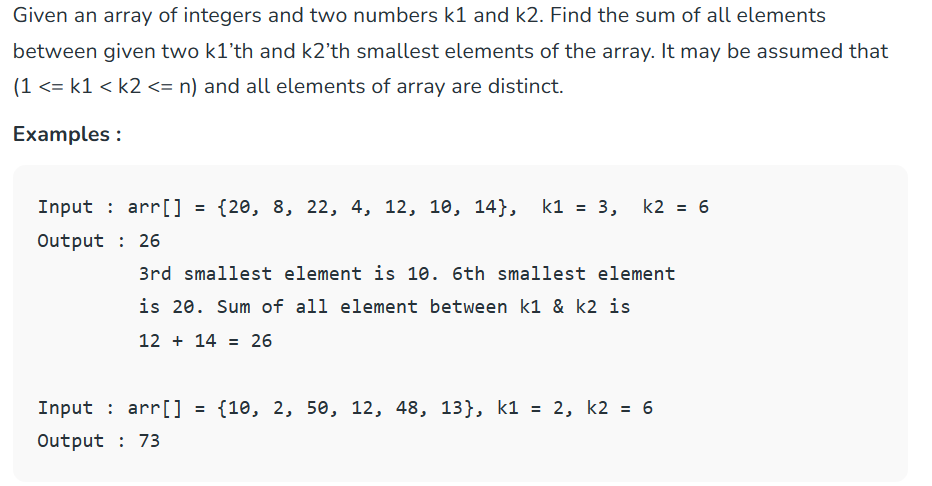 Given an array of integers and two numbers k1 and k2. Find the sum of all elements
between given two k1’th and k2’th smallest elements of the array. It may be assumed that
(1 <= k1 < k2 <= n) and all elements of array are distinct.
Examples :
Input : arr[] = {20, 8, 22, 4, 12, 10, 14},  k1 = 3,  k2 = 6
Output : 26
3rd smallest element is 10. 6th smallest element
is 20. Sum of all element between k1 & k2 is
12 + 14 = 26
Input : arr[] = {10, 2, 50, 12, 48, 13}, k1 = 2, k2 = 6
Output : 73